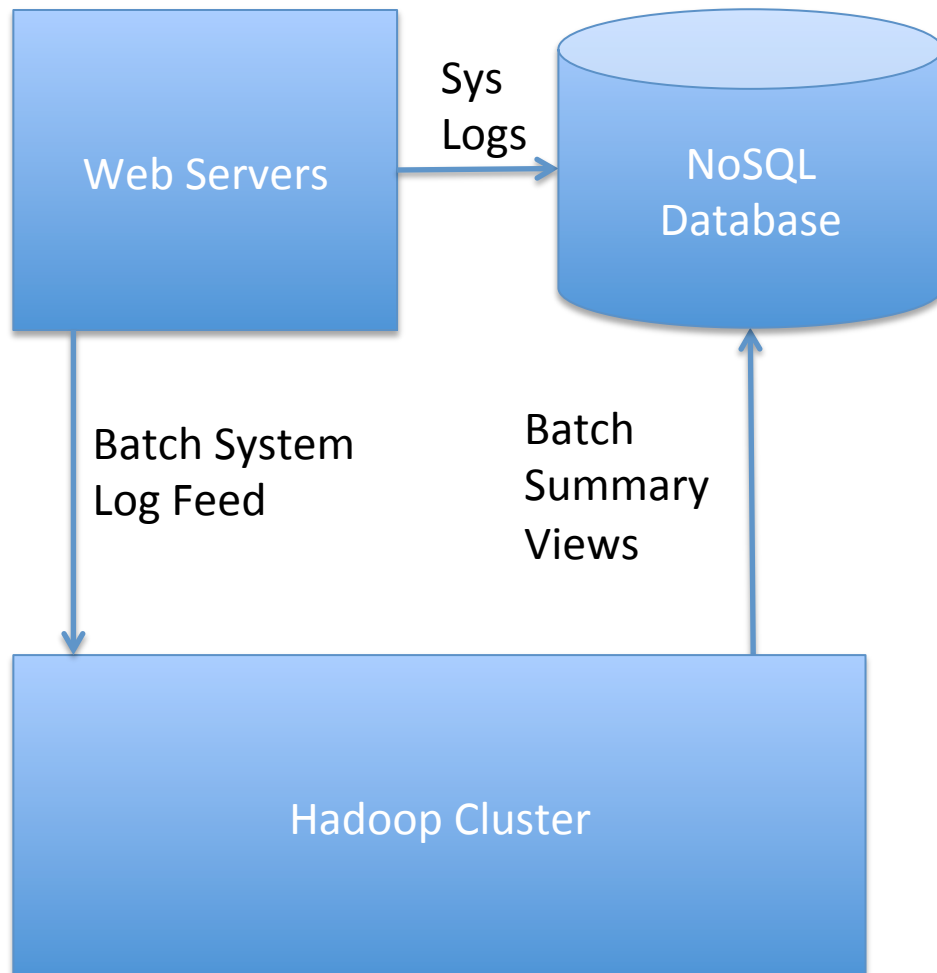 Web Servers
Sys
Logs
NoSQL
Database
Batch System
Log Feed
Batch
Summary
Views
Hadoop Cluster